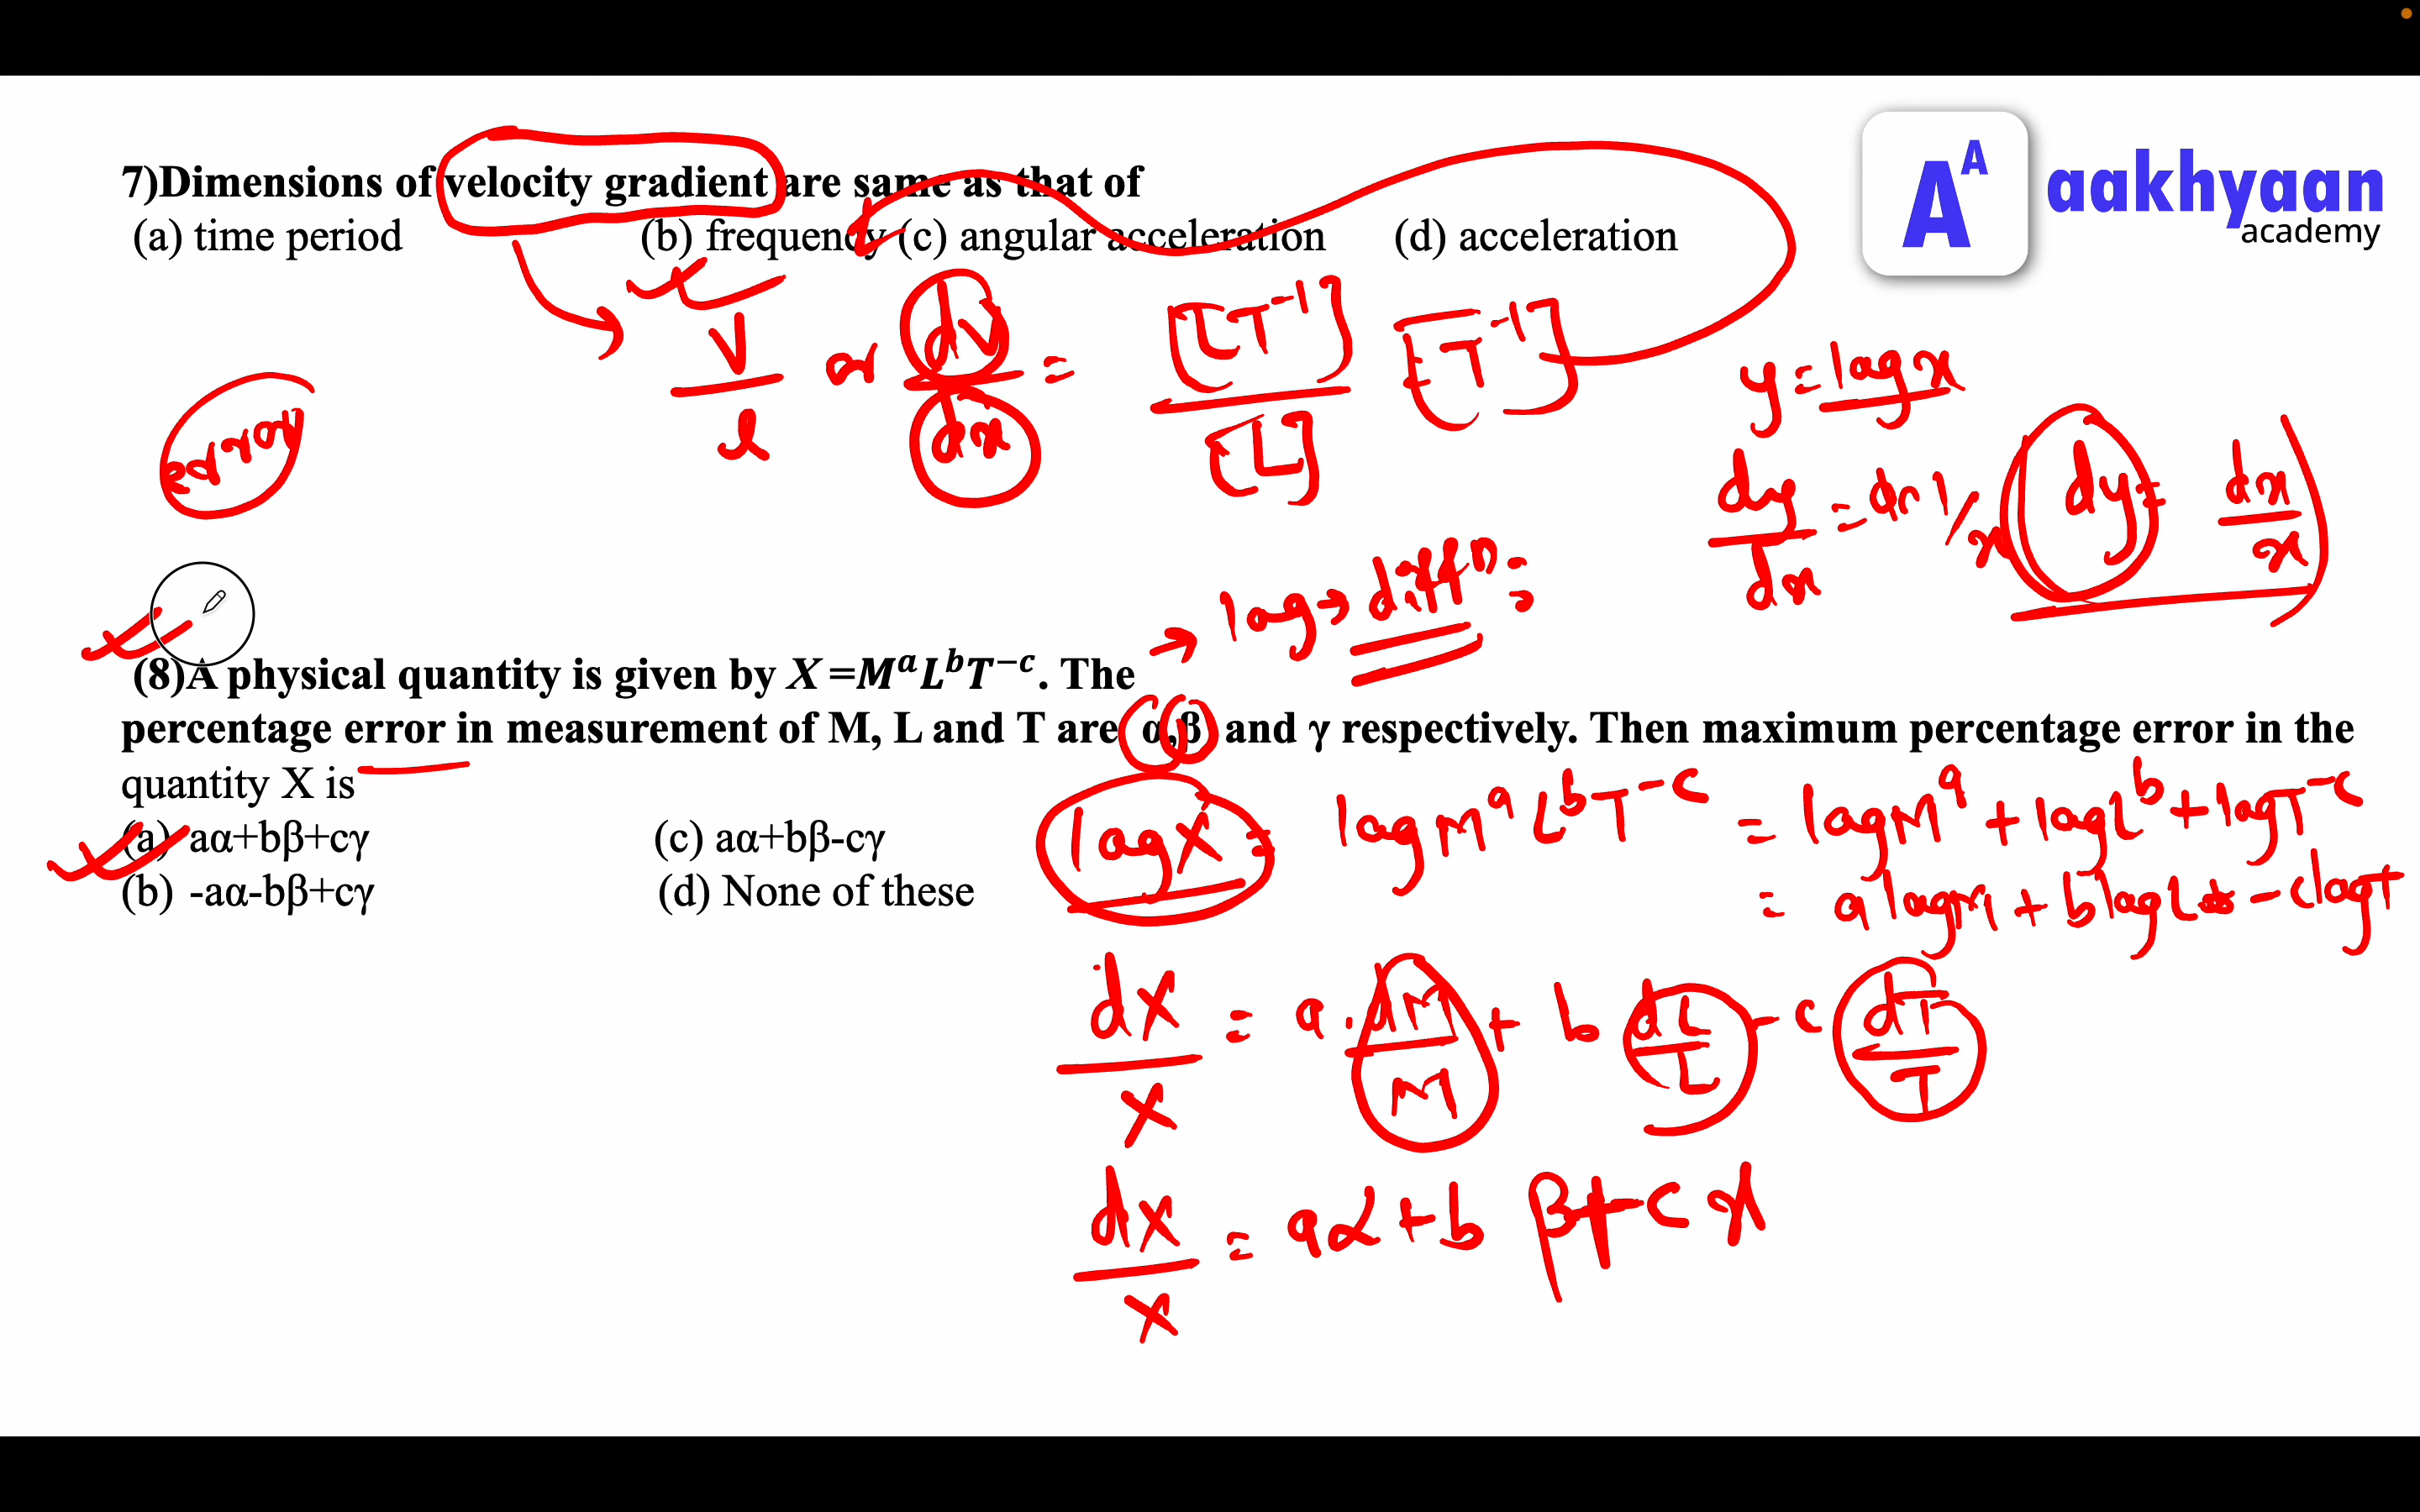 7)Dimensions of velocity gradient are same as that of
(a) time period (b) frequency (c) angular acceleration (d) acceleration
A A aakhyaan
academy
V/l or dv/dx = [LT⁻¹]/[L] [T⁻¹]
error
y = log x
dy/dx = 1/x dy = dx/x
→ log → diffⁿ =
(8)A physical quantity is given by X =MᵃLᵇT⁻ᶜ. The
percentage error in measurement of M, L and T are α,β and γ respectively. Then maximum percentage error in the
quantity X is
(a) aα+bβ+cγ (c) aα+bβ-cγ
(b) -aα-bβ+cγ (d) None of these
log X = log Mᵃ Lᵇ T⁻ᶜ = log Mᵃ + log Lᵇ + log T⁻ᶜ
= a log M + b log L - c log T
dX/X = a . dM/M + b dL/L - c dT/T
dX/X = aα + b β + c γ